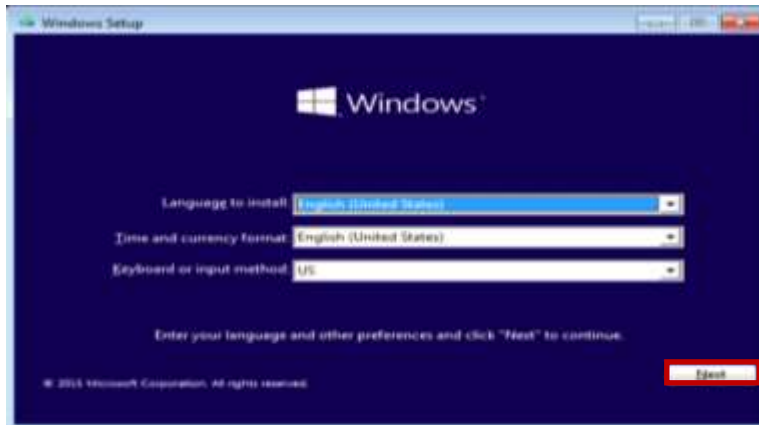 Windows Setup
Windows
Language to install: English (United States)
Time and currency format: English (United States)
Keyboard or input method: US
Enter your language and other preferences and click "Next" to continue.
© 2015 Microsoft Corporation. All rights reserved.
Next